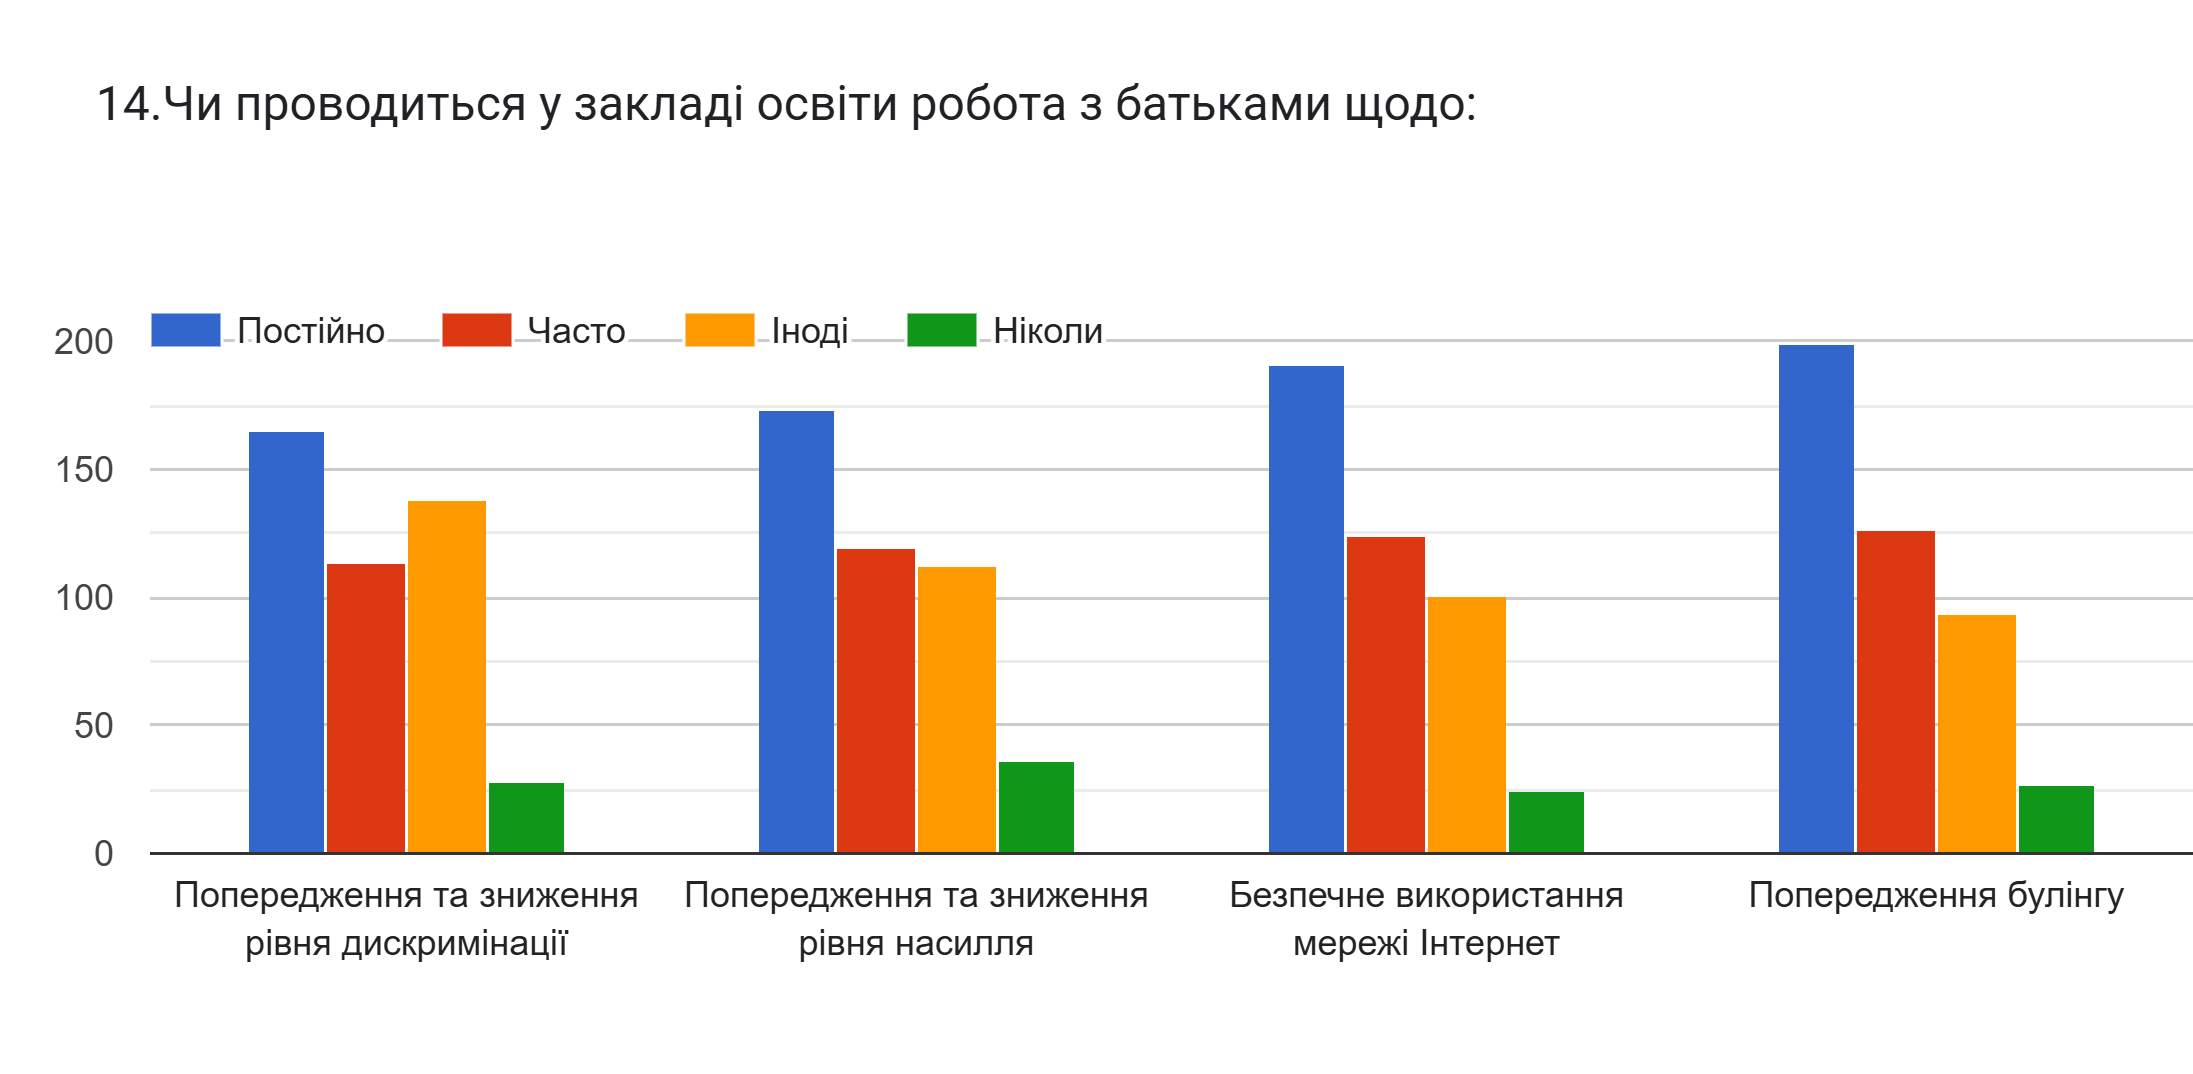 14.Чи проводиться у закладі освіти робота з батьками щодо:
Постійно
Часто
Іноді
Ніколи
200
150
100
50
0
Попередження та зниження
рівня дискримінації
Попередження та зниження
рівня насилля
Безпечне використання
мережі Інтернет
Попередження булінгу